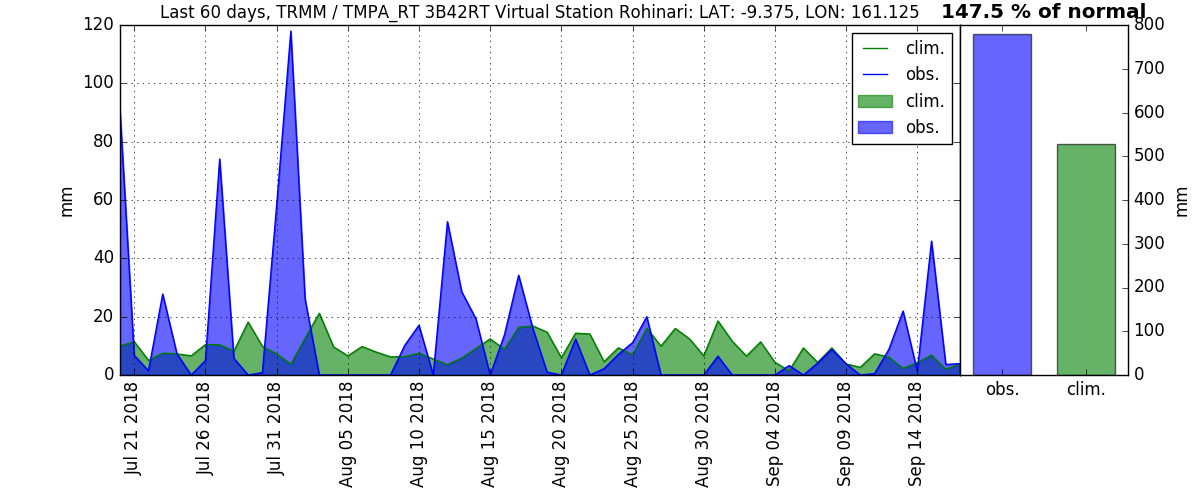 Last 60 days, TRMM / TMPA_RT 3B42RT Virtual Station Rohinari: LAT: -9.375, LON: 161.125
147.5 % of normal
120
100
80
60
40
20
0
mm
clim.
obs.
clim.
obs.
800
700
600
500
400
300
200
100
0
mm
Jul 21 2018
Jul 26 2018
Jul 31 2018
Aug 05 2018
Aug 10 2018
Aug 15 2018
Aug 20 2018
Aug 25 2018
Aug 30 2018
Sep 04 2018
Sep 09 2018
Sep 14 2018
obs.
clim.